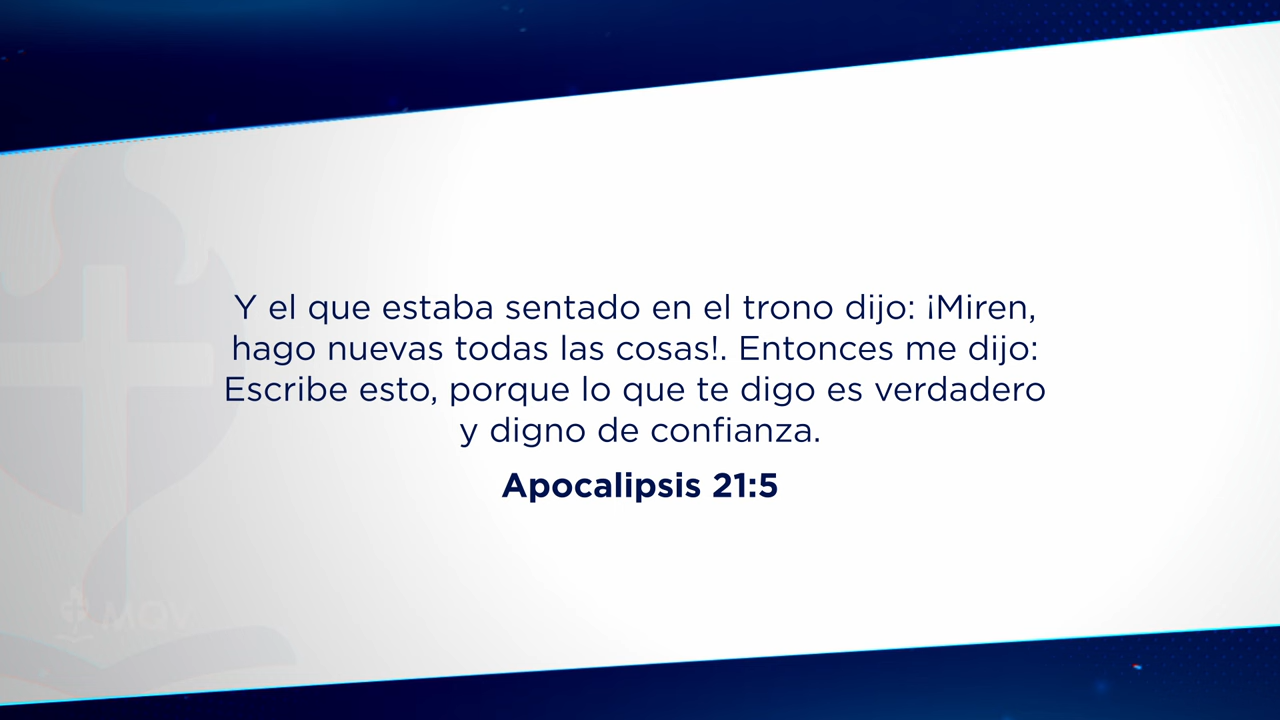 Y el que estaba sentado en el trono dijo: ¡Miren,
hago nuevas todas las cosas!. Entonces me dijo:
Escribe esto, porque lo que te digo es verdadero
y digno de confianza.
Apocalipsis 21:5